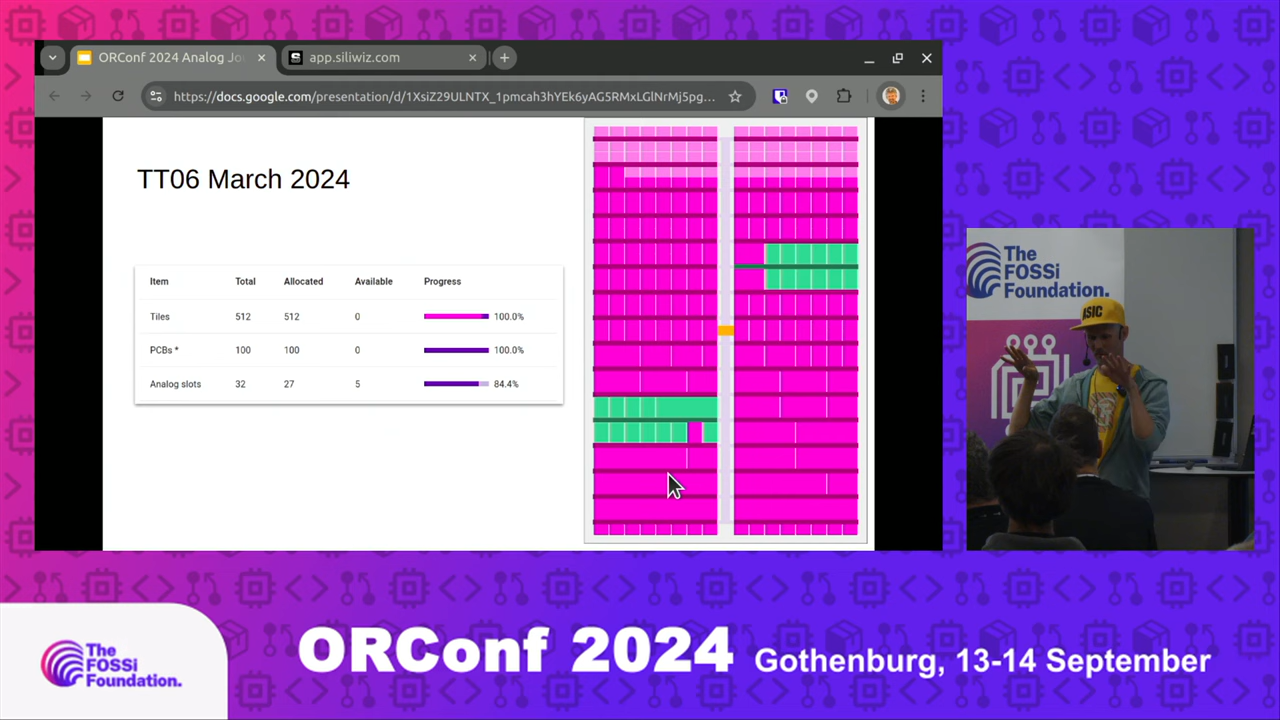 ORConf 2024 Analog Jou
app.siliwiz.com
https://docs.google.com/presentation/d/1XsiZ29ULNTX_1pmcah3hYEk6yAG5RMxLGlNrMj5pg...
TT06 March 2024
Item Total Allocated Available Progress
Tiles 512 512 0 100.0%
PCBs * 100 100 0 100.0%
Analog slots 32 27 5 84.4%
The
FOSSi
Foundation.
ASIC
The
FOSSi
Foundation.
ORConf 2024 Gothenburg, 13-14 September